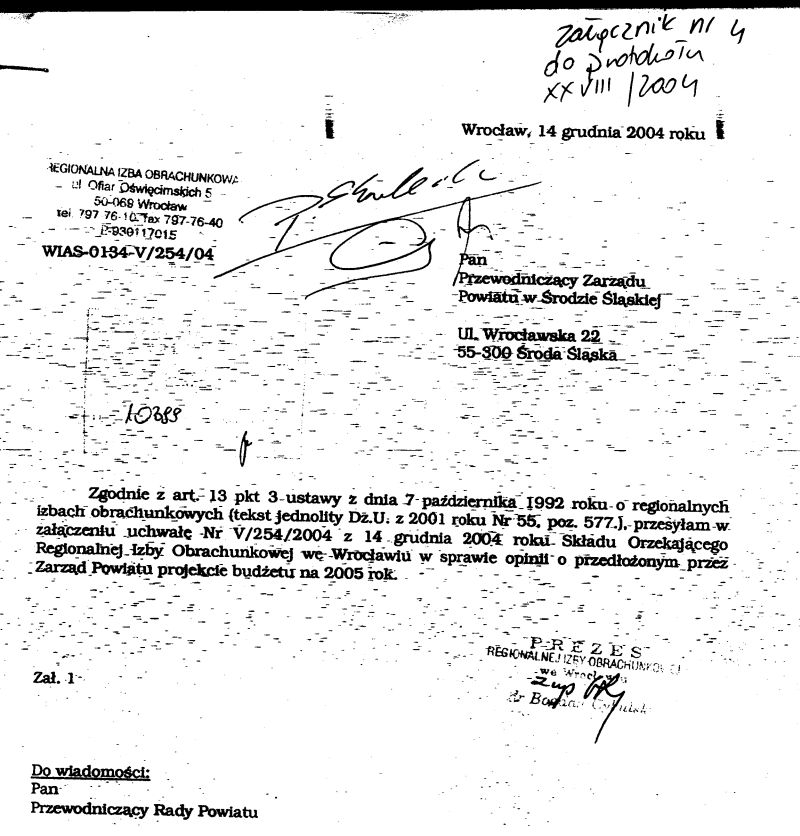 załącznik nr 4
do protokołu
XXVIII/2004
Wrocław, 14 grudnia 2004 roku
REGIONALNA IZBA OBRACHUNKOWA
ul. Ofiar Oświęcimskich 5
50-069 Wrocław
tel. 797 76-10, fax 797-76-40
P-930117015
WIAS-0134-V/254/04
Pan
Przewodniczący Zarządu
Powiatu w Środzie Śląskiej
Ul. Wrocławska 22
55-300 Środa Śląska
10389
Zgodnie z art. 13 pkt 3 ustawy z dnia 7 października 1992 roku o regionalnych
izbach obrachunkowych (tekst jednolity Dz.U. z 2001 roku Nr 55, poz. 577.), przesyłam w
załączeniu uchwałę Nr V/254/2004 z 14 grudnia 2004 roku Składu Orzekającego
Regionalnej Izby Obrachunkowej we Wrocławiu w sprawie opinii o przedłożonym przez
Zarząd Powiatu projekcie budżetu na 2005 rok.
PREZES
REGIONALNEJ IZBY OBRACHUNKOWEJ
we Wrocławiu
dr Bogdan
Zał. 1
Do wiadomości:
Pan
Przewodniczący Rady Powiatu